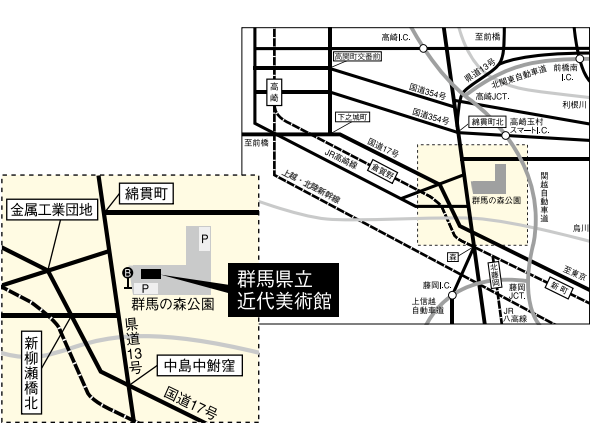 高崎I.C.
至前橋
高関町交番前
県道13号
前橋南
I.C.
北関東自動車道
国道354号
高崎JCT.
利根川
高崎
下之城町
国道354号
綿貫町北
高崎玉村
スマートI.C.
至前橋
国道17号
JR高崎線
倉賀野
上越・北陸新幹線
群馬の森公園
関越自動車道
烏川
北藤岡
至東京
新町
藤岡I.C.
藤岡
JCT.
上信越
自動車道
JR
八高線
綿貫町
金属工業団地
P
B
P
群馬の森公園
群馬県立
近代美術館
県道13号
新柳瀬橋北
中島中鮒窪
国道17号